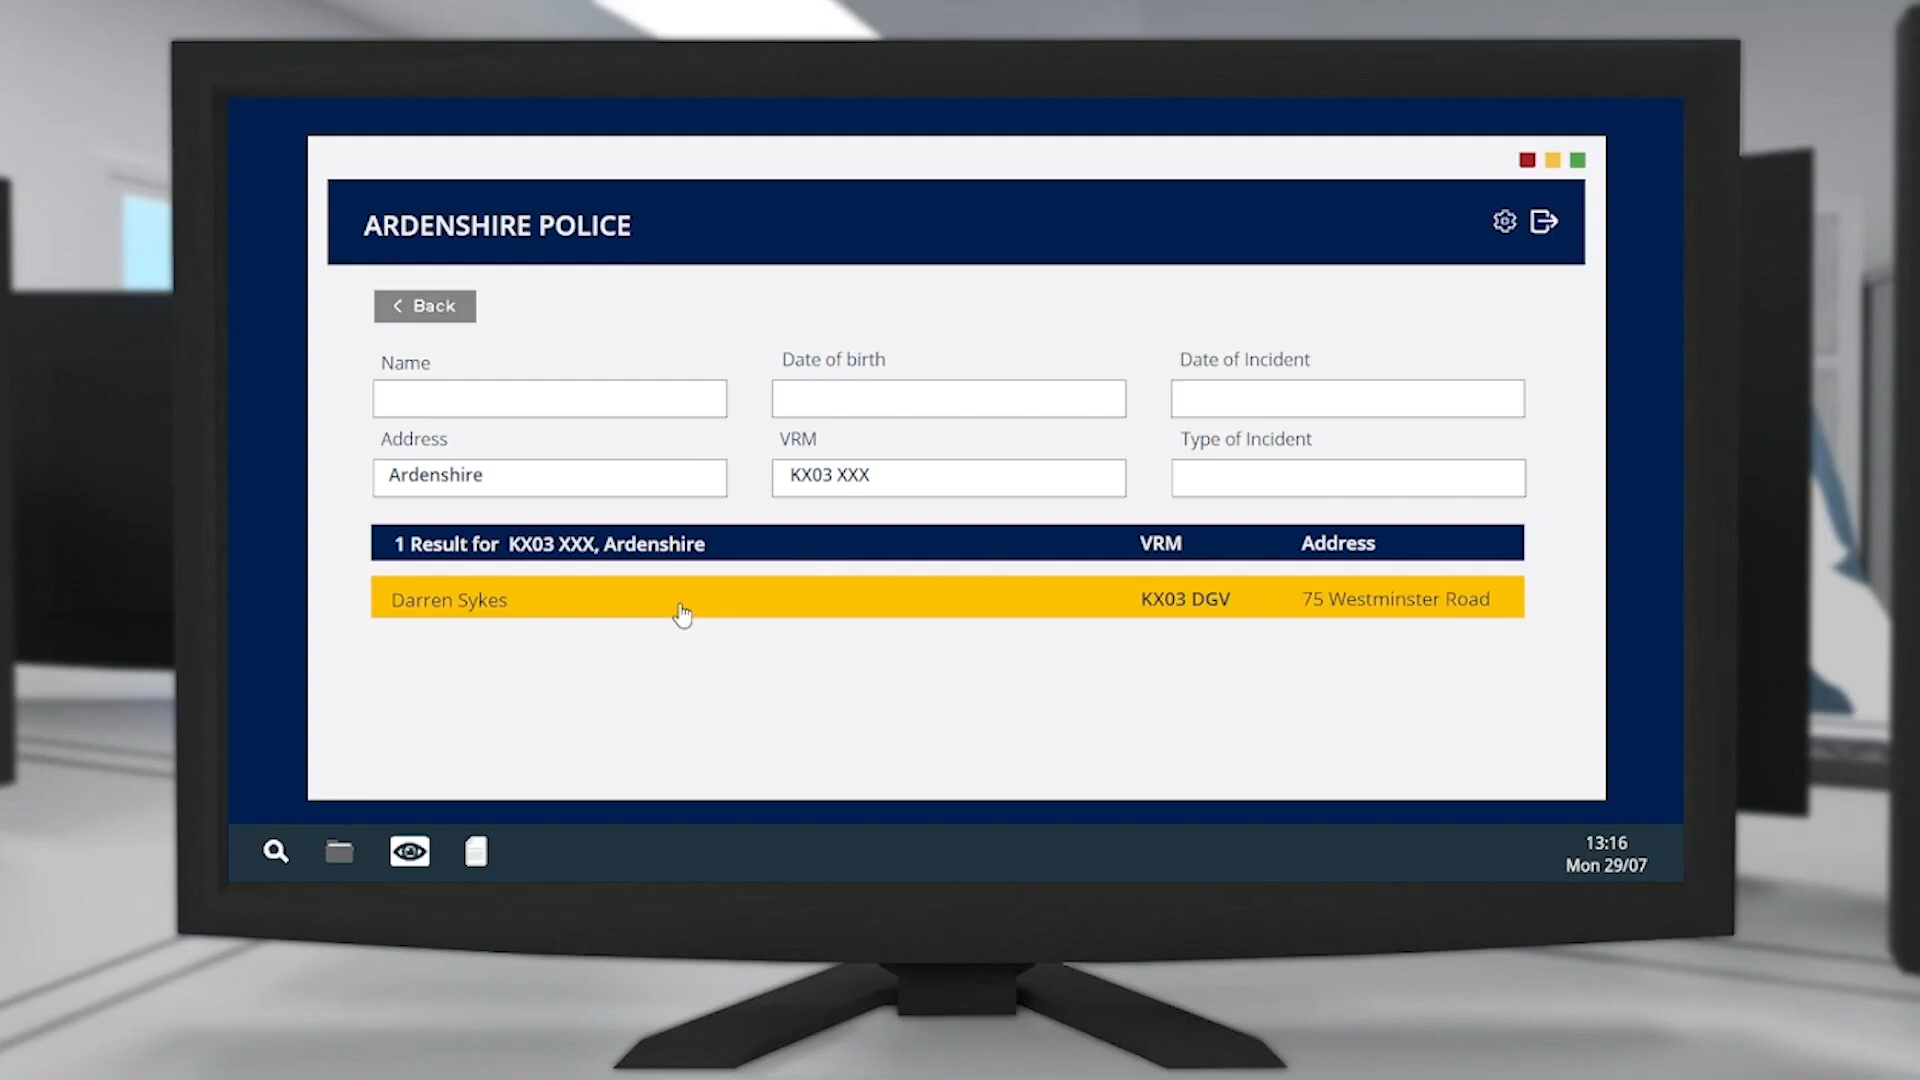 ARDENSHIRE POLICE
Back
Name
Date of birth
Date of Incident
Address
VRM
Type of Incident
Ardenshire
KX03 XXX
1 Result for KX03 XXX, Ardenshire
VRM
Address
Darren Sykes
KX03 DGV
75 Westminster Road
13:16
Mon 29/07